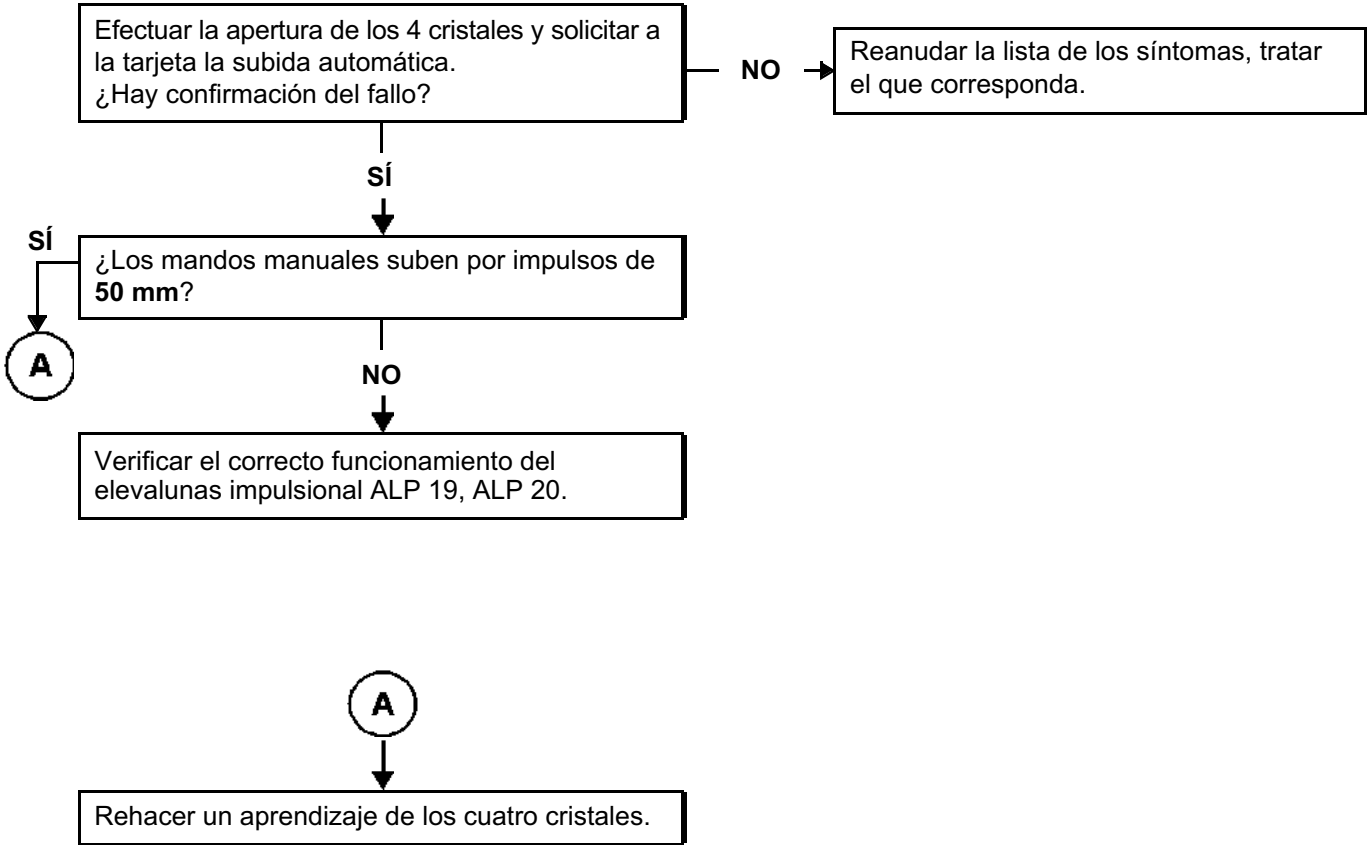 Efectuar la apertura de los 4 cristales y solicitar a
la tarjeta la subida automática.
¿Hay confirmación del fallo?
NO
Reanudar la lista de los síntomas, tratar
el que corresponda.
SÍ
SÍ
¿Los mandos manuales suben por impulsos de
50 mm?
A
NO
Verificar el correcto funcionamiento del
elevalunas impulsional ALP 19, ALP 20.
A
Rehacer un aprendizaje de los cuatro cristales.